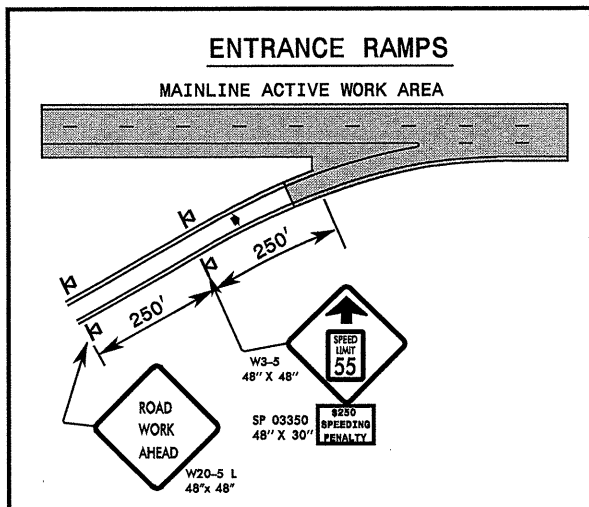 ENTRANCE RAMPS
MAINLINE ACTIVE WORK AREA
250'
250'
W3-5
48" X 48"
SPEED
LIMIT
55
SP 03350
48" X 30"
$250
SPEEDING
PENALTY
ROAD
WORK
AHEAD
W20-5 L
48"x 48"